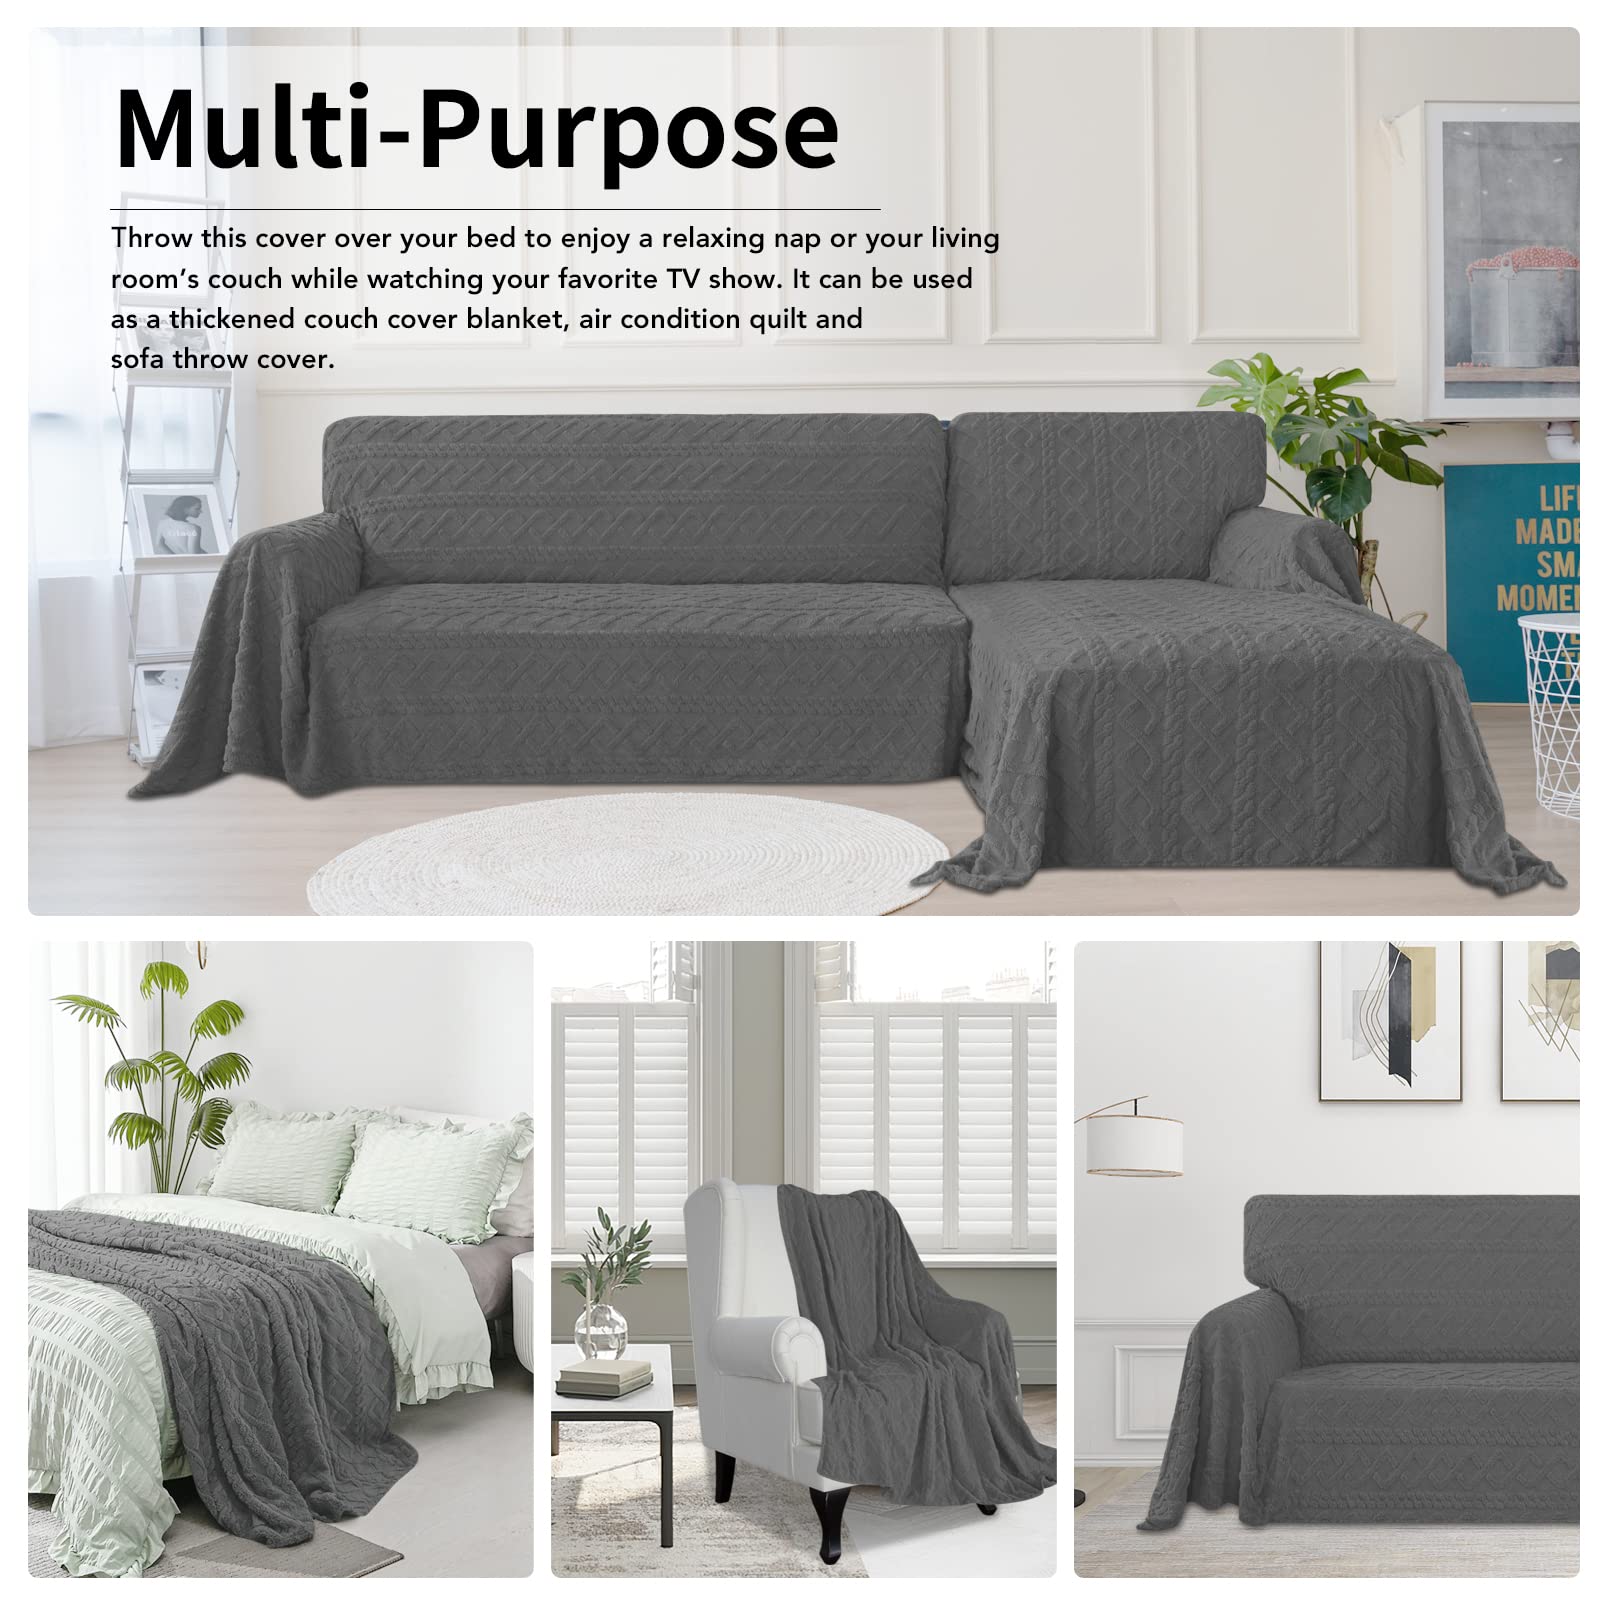 Multi-Purpose
Throw this cover over your bed to enjoy a relaxing nap or your living
room’s couch while watching your favorite TV show. It can be used
as a thickened couch cover blanket, air condition quilt and
sofa throw cover.
MADE